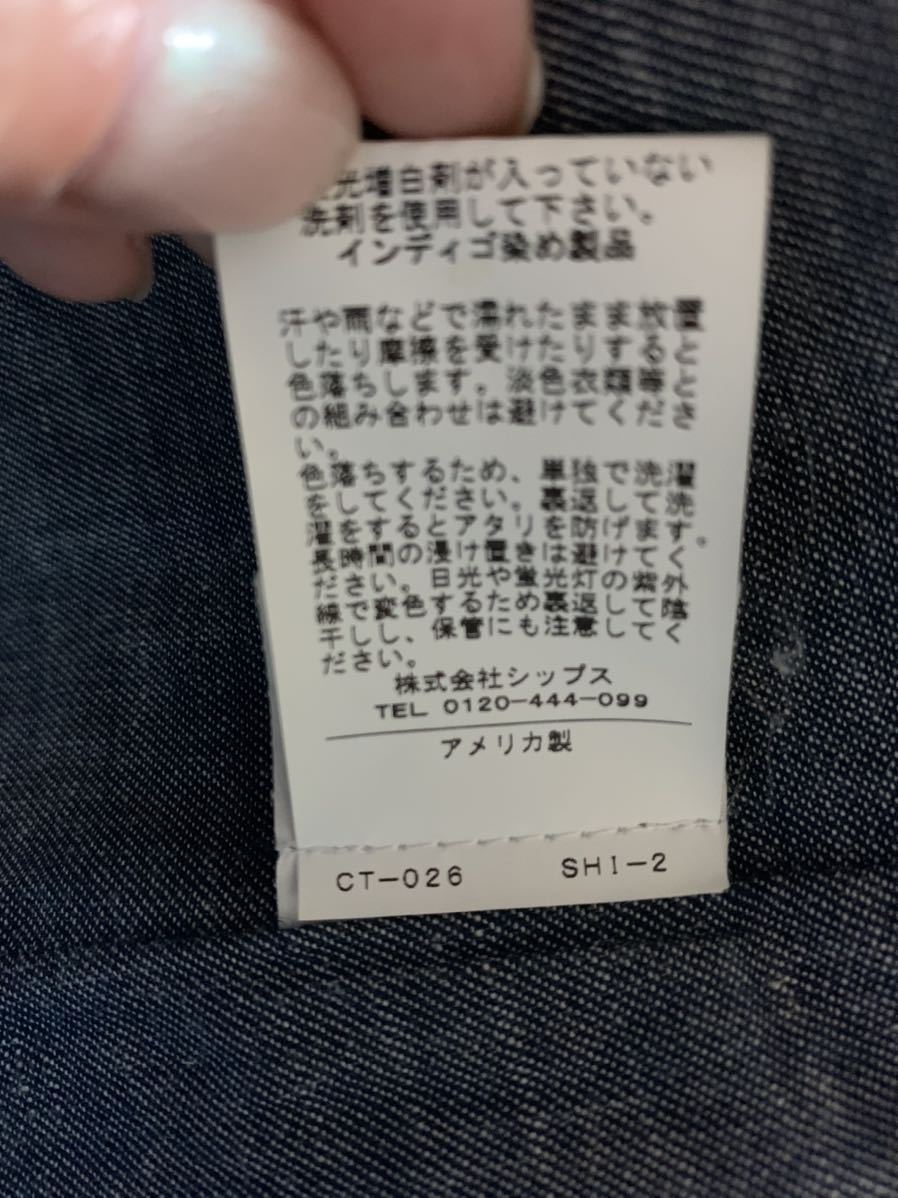 光増白剤が入っていない
洗剤を使用して下さい。
インディゴ染め製品
汗や雨などで濡れたまま放置
したり摩擦を受けたりすると
色落ちします。淡色衣類等と
の組み合わせは避けてくださ
い。
色落ちするため、単独で洗濯
をしてください。裏返して洗
濯をするとアタリを防げます。
長時間の浸け置きは避けてく
ださい。日光や蛍光灯の紫外
線で変色するため裏返して陰
干しし、保管にも注意してく
ださい。
株式会社シップス
TEL 0120-444-099
アメリカ製
CT-026 SHI-2